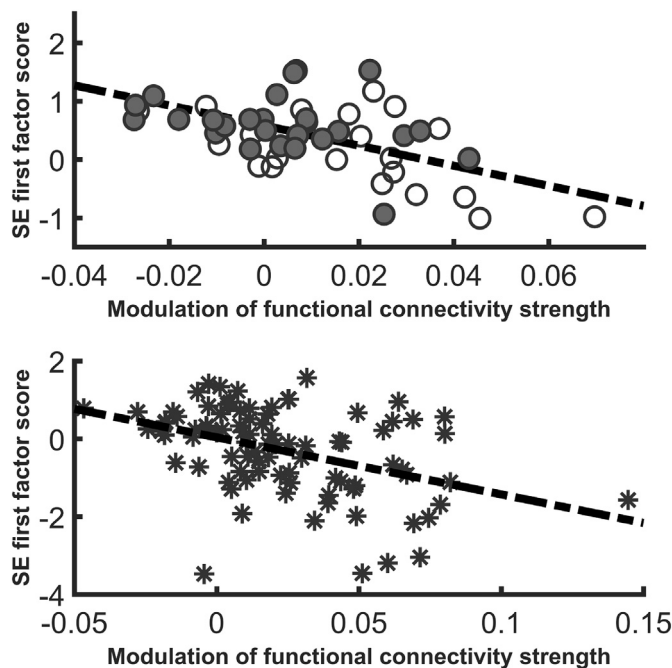 SE first factor score
2
1
0
-1
-0.04 -0.02 0 0.02 0.04 0.06
Modulation of functional connectivity strength
SE first factor score
2
0
-2
-4
-0.05 0 0.05 0.1 0.15
Modulation of functional connectivity strength